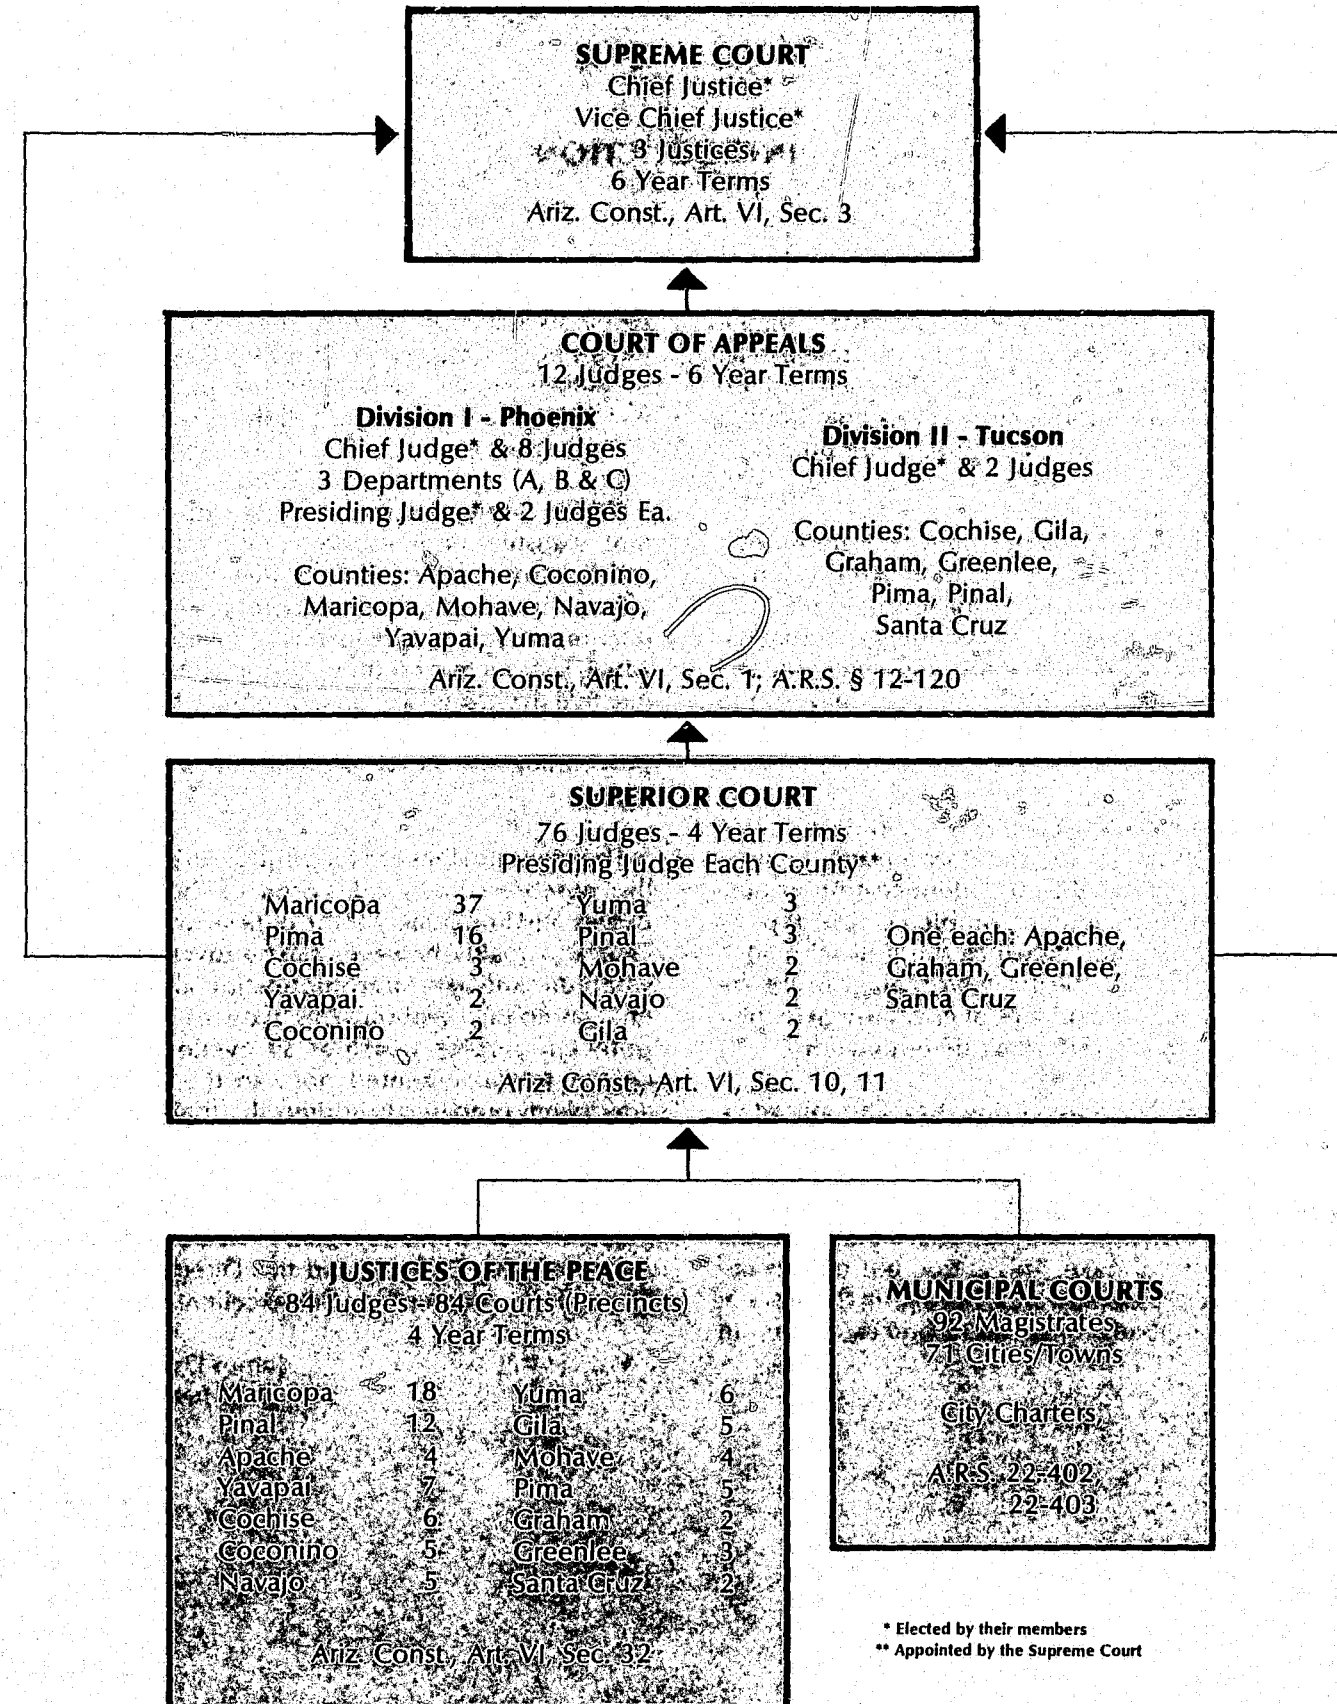 SUPREME COURT
Chief Justice*
Vice Chief Justice*
3 Justices
6 Year Terms
Ariz. Const., Art. VI, Sec. 3
COURT OF APPEALS
12 Judges - 6 Year Terms
Division I - Phoenix
Chief Judge* & 8 Judges
3 Departments (A, B & C)
Presiding Judge* & 2 Judges Ea.
Counties: Apache, Coconino,
Maricopa, Mohave, Navajo,
Yavapai, Yuma
Division II - Tucson
Chief Judge* & 2 Judges
Counties: Cochise, Gila,
Graham, Greenlee,
Pima, Pinal,
Santa Cruz
Ariz. Const., Art. VI, Sec. 1; A.R.S. § 12-120
SUPERIOR COURT
76 Judges - 4 Year Terms
Presiding Judge Each County**
Maricopa 37 Yuma 3
Pima 16 Pinal 3 One each: Apache,
Cochise 3 Mohave 2 Graham, Greenlee,
Yavapai 2 Navajo 2 Santa Cruz
Coconino 2 Gila 2
Ariz. Const., Art. VI, Sec. 10, 11
JUSTICES OF THE PEACE
84 Judges - 84 Courts (Precincts)
4 Year Terms
Maricopa 18 Yuma 6
Pinal 12 Gila 5
Apache 4 Mohave 4
Yavapai 7 Pima 5
Cochise 6 Graham 2
Coconino 5 Greenlee 3
Navajo 5 Santa Cruz 2
Ariz. Const., Art. VI, Sec. 32
MUNICIPAL COURTS
92 Magistrates
71 Cities/Towns
City Charters
A.R.S. 22-402
22-403
* Elected by their members
** Appointed by the Supreme Court